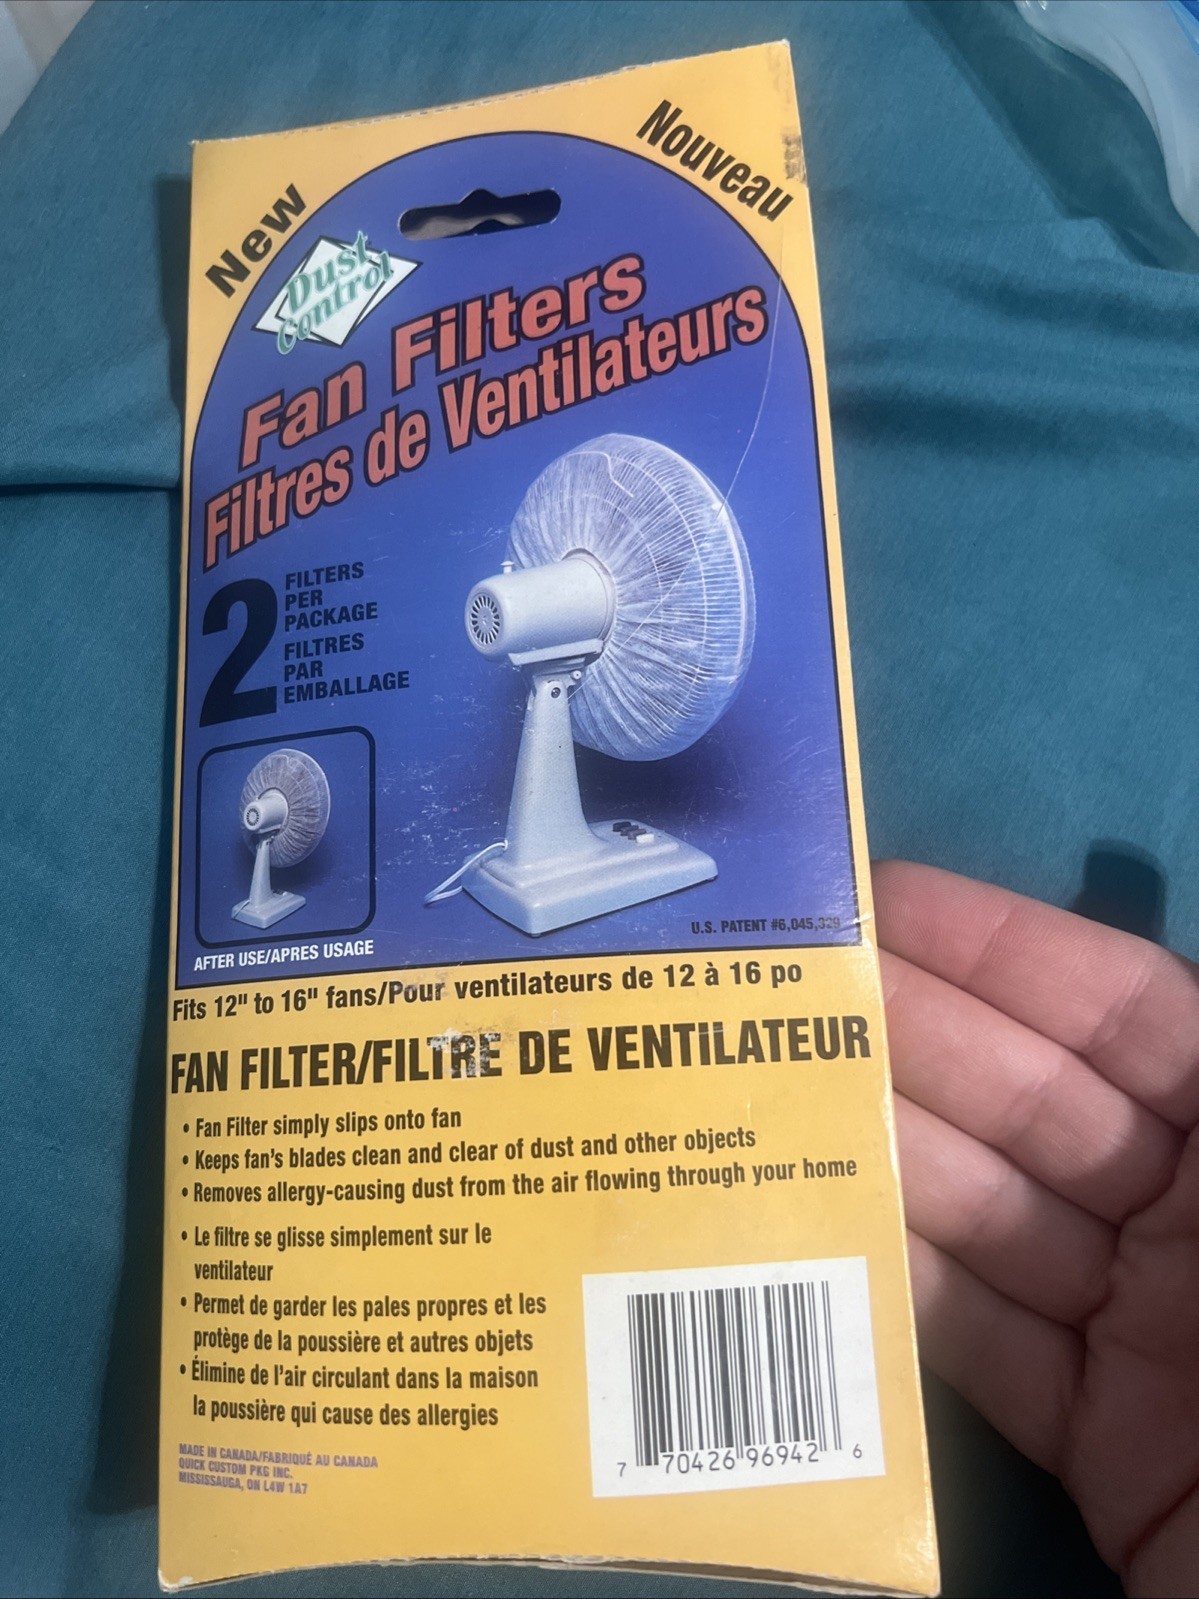 New
Nouveau
Dust
Control
Fan Filters
Filtres de Ventilateurs
2
FILTERS
PER
PACKAGE
FILTRES
PAR
EMBALLAGE
AFTER USE/APRES USAGE
U.S. PATENT #6,045,329
Fits 12" to 16" fans/Pour ventilateurs de 12 à 16 po
FAN FILTER/FILTRE DE VENTILATEUR
• Fan Filter simply slips onto fan
• Keeps fan's blades clean and clear of dust and other objects
• Removes allergy-causing dust from the air flowing through your home
• Le filtre se glisse simplement sur le
ventilateur
• Permet de garder les pales propres et les
protège de la poussière et autres objets
• Élimine de l'air circulant dans la maison
la poussière qui cause des allergies
MADE IN CANADA/FABRIQUÉ AU CANADA
QUICK CUSTOM PKG INC.
MISSISSAUGA, ON L4W 1A7
7 70426 96942 6